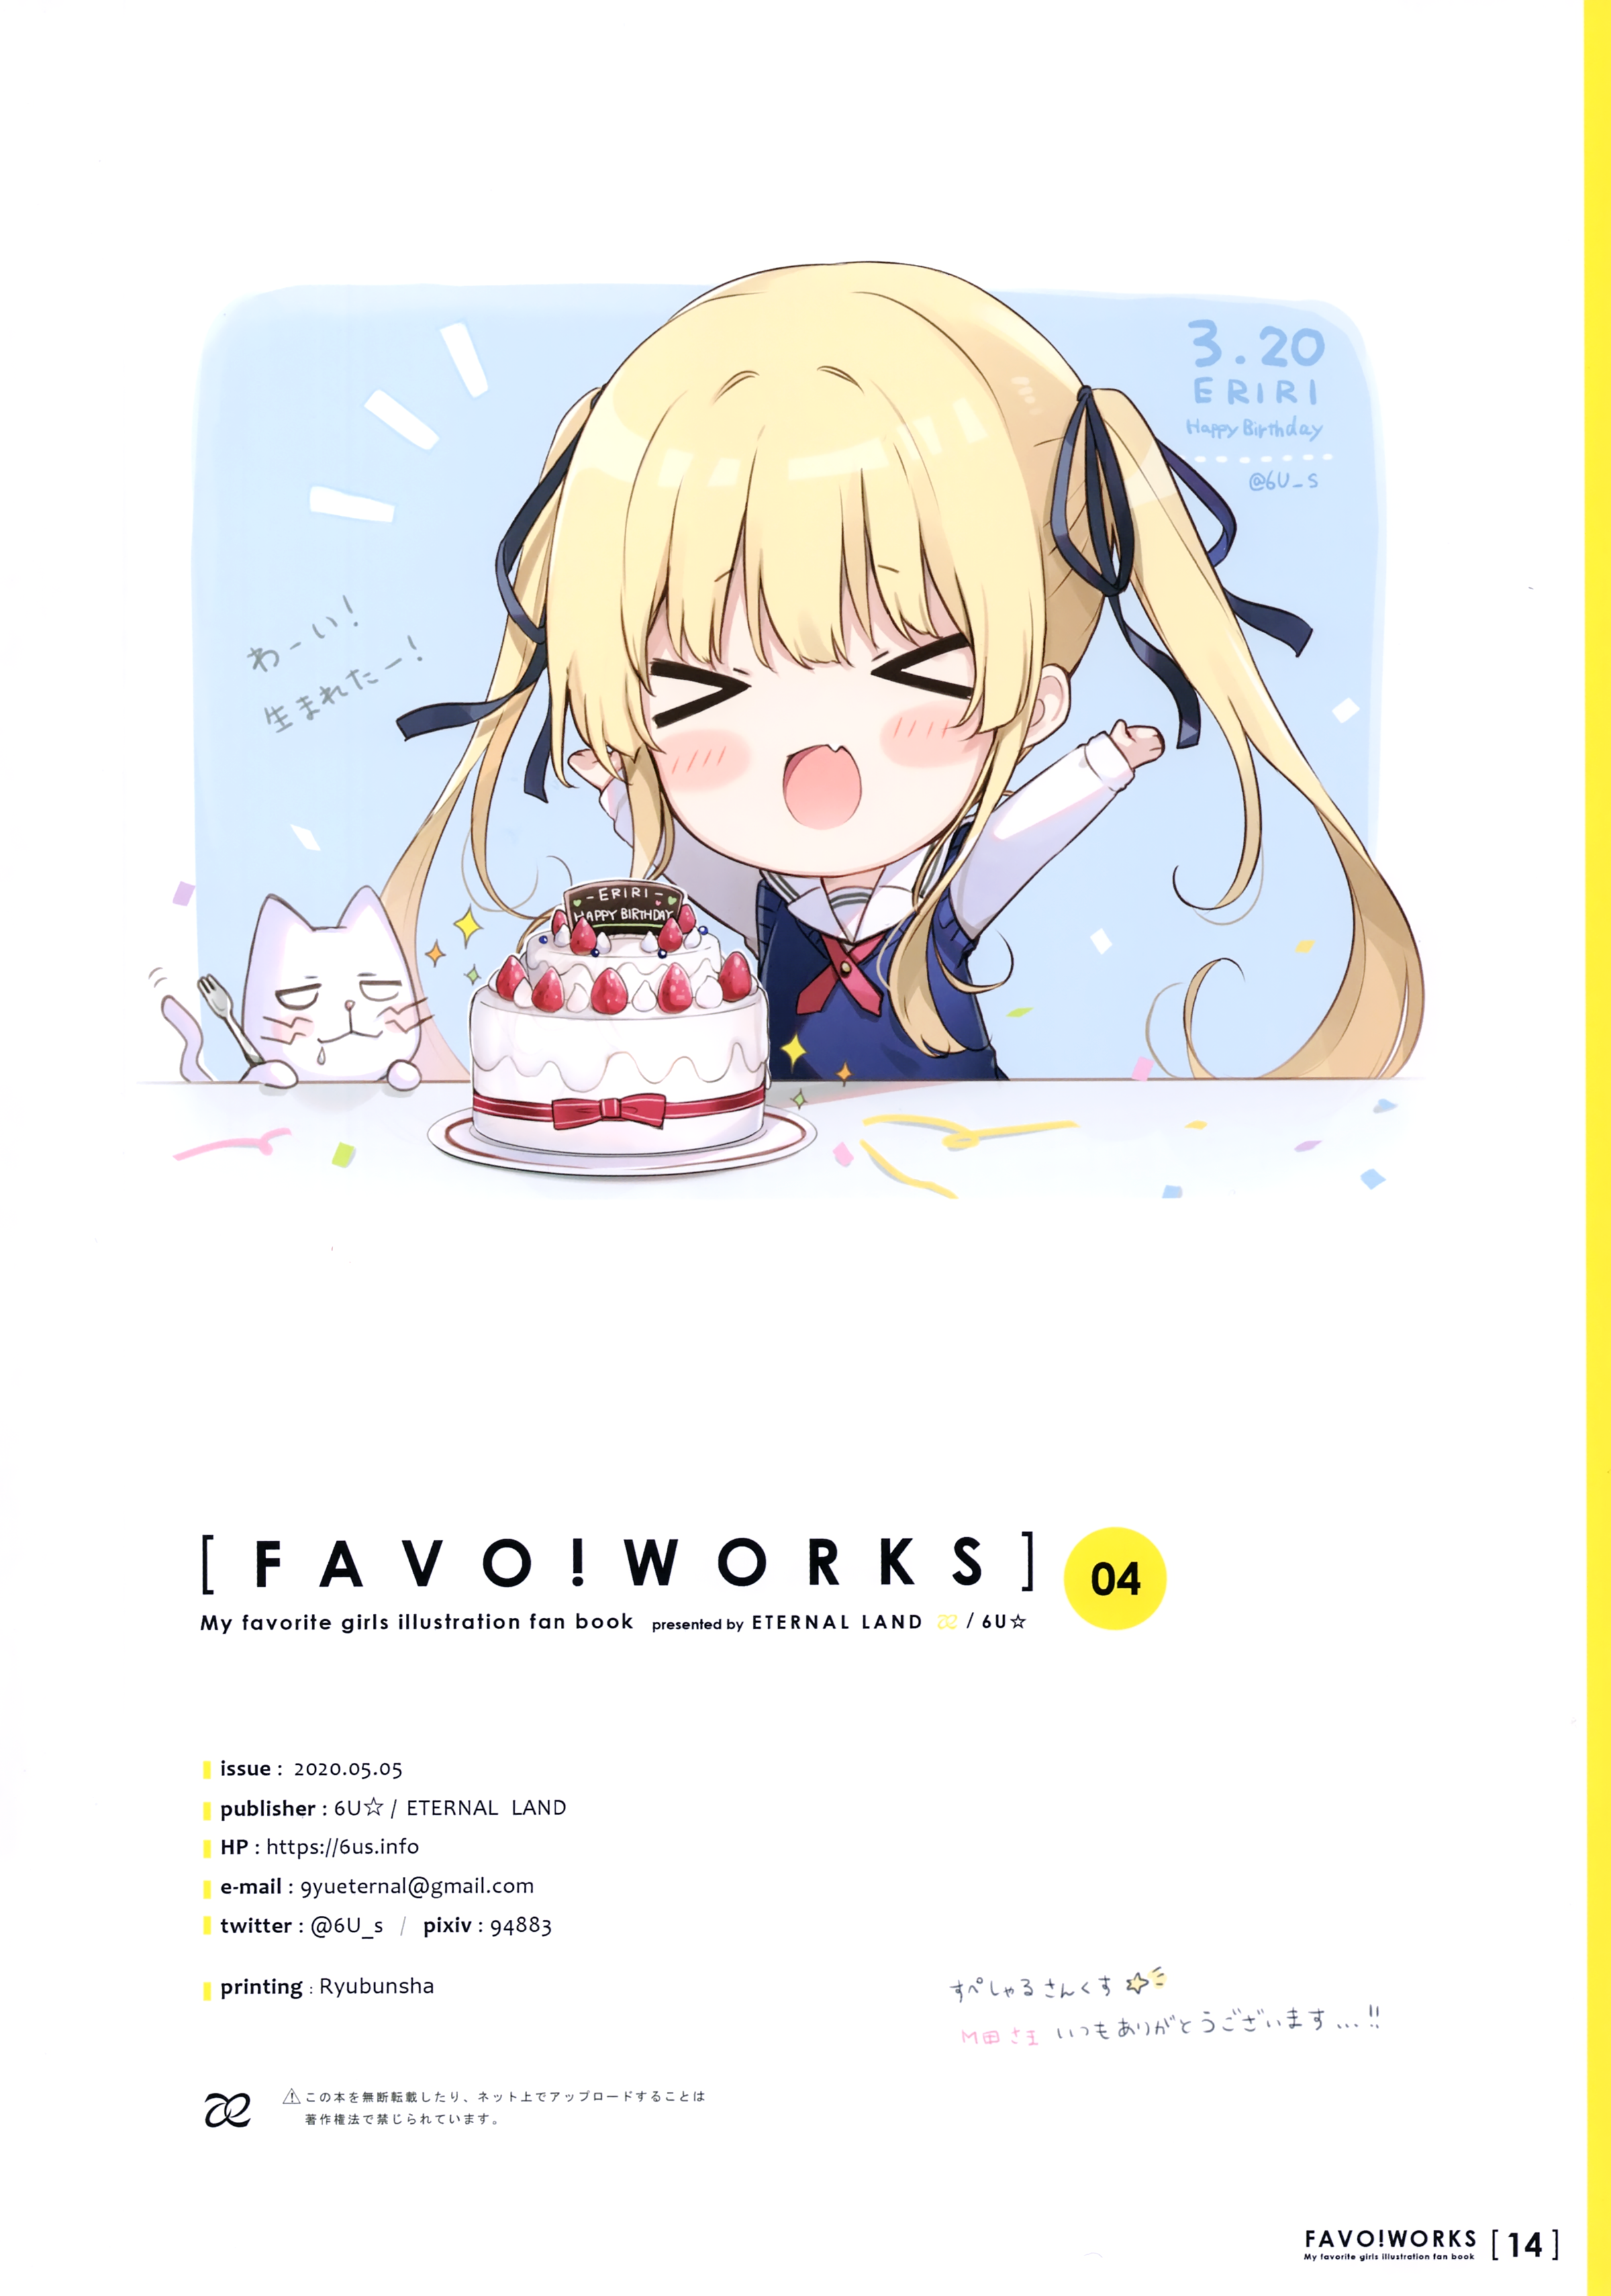 3.20
ERIRI
Happy Birthday
@6U_s
わーい!
生まれたー!
-ERIRI-
HAPPY BIRTHDAY
[FAVO!WORKS] 04
My favorite girls illustration fan book presented by ETERNAL LAND / 6U☆
issue : 2020.05.05
publisher : 6U☆ / ETERNAL LAND
HP : https://6us.info
e-mail : 9yueternal@gmail.com
twitter : @6U_s / pixiv : 94883
printing : Ryubunsha
すぺしゃるさんくす
M田さま いつもありがとうございます...!!
⚠この本を無断転載したり、ネット上でアップロードすることは
著作権法で禁じられています。
FAVO!WORKS [14]
My favorite girls illustration fan book